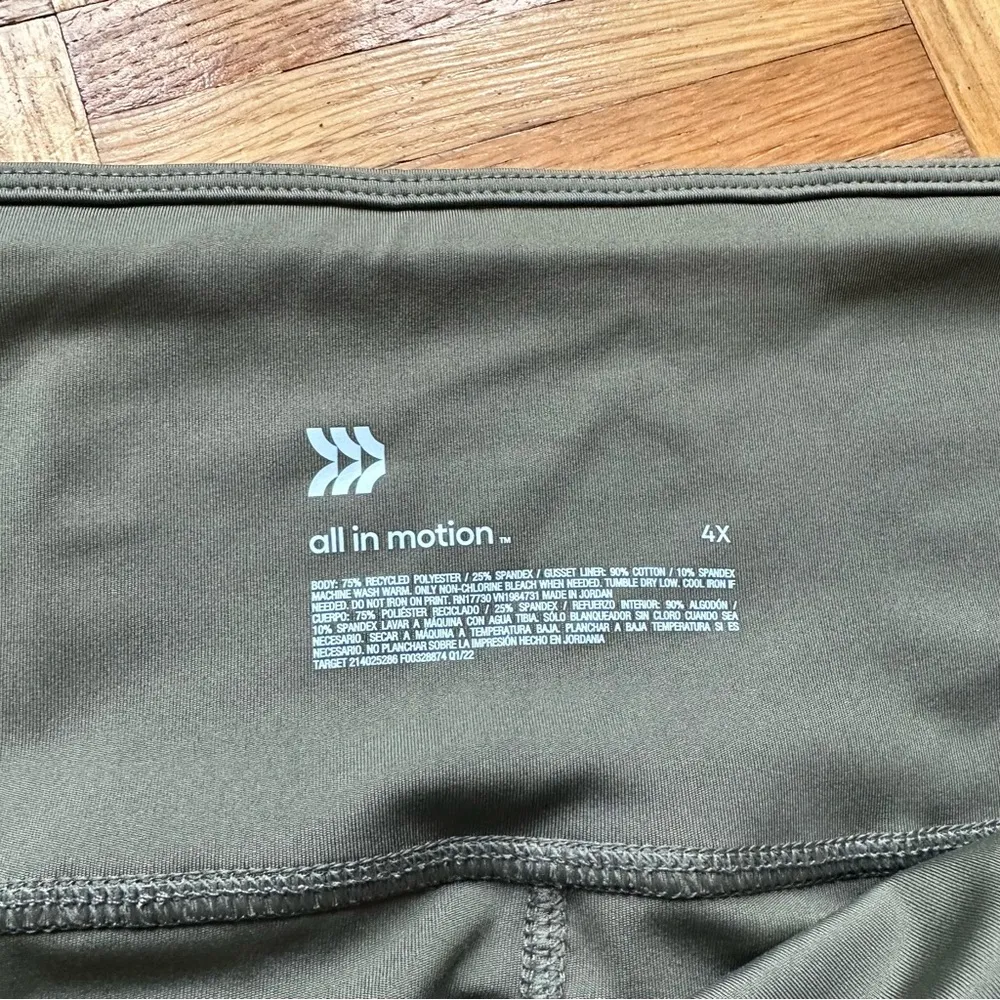 all in motion™ 4X
BODY: 75% RECYCLED POLYESTER / 25% SPANDEX / GUSSET LINER: 90% COTTON / 10% SPANDEX
MACHINE WASH WARM. ONLY NON-CHLORINE BLEACH WHEN NEEDED. TUMBLE DRY LOW. COOL IRON IF
NEEDED. DO NOT IRON ON PRINT. RN17730 VN1984731 MADE IN JORDAN
CUERPO: 75% POLIÉSTER RECICLADO / 25% SPANDEX / REFUERZO INTERIOR: 90% ALGODÓN /
10% SPANDEX LAVAR A MÁQUINA CON AGUA TIBIA. SÓLO BLANQUEADOR SIN CLORO CUANDO SEA
NECESARIO. SECAR A MÁQUINA A TEMPERATURA BAJA. PLANCHAR A BAJA TEMPERATURA SI ES
NECESARIO. NO PLANCHAR SOBRE LA IMPRESIÓN HECHO EN JORDANIA
TARGET 214025286 F00328874 Q1/22